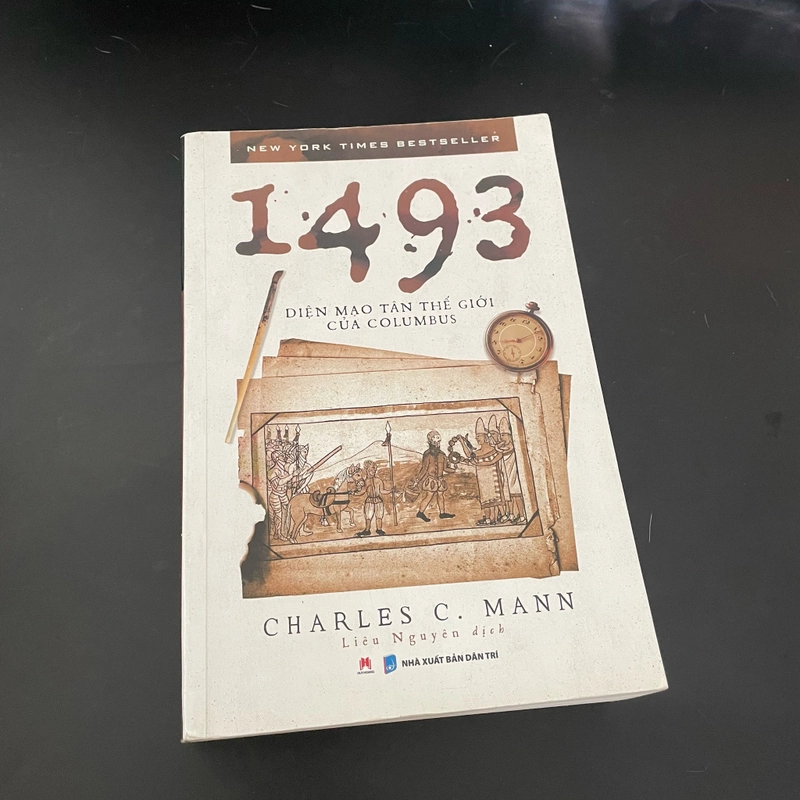 NEW YORK TIMES BESTSELLER
1493
DIỆN MẠO TÂN THẾ GIỚI
CỦA COLUMBUS
CHARLES C. MANN
Liêu Nguyên dịch
NHÀ XUẤT BẢN DÂN TRÍ